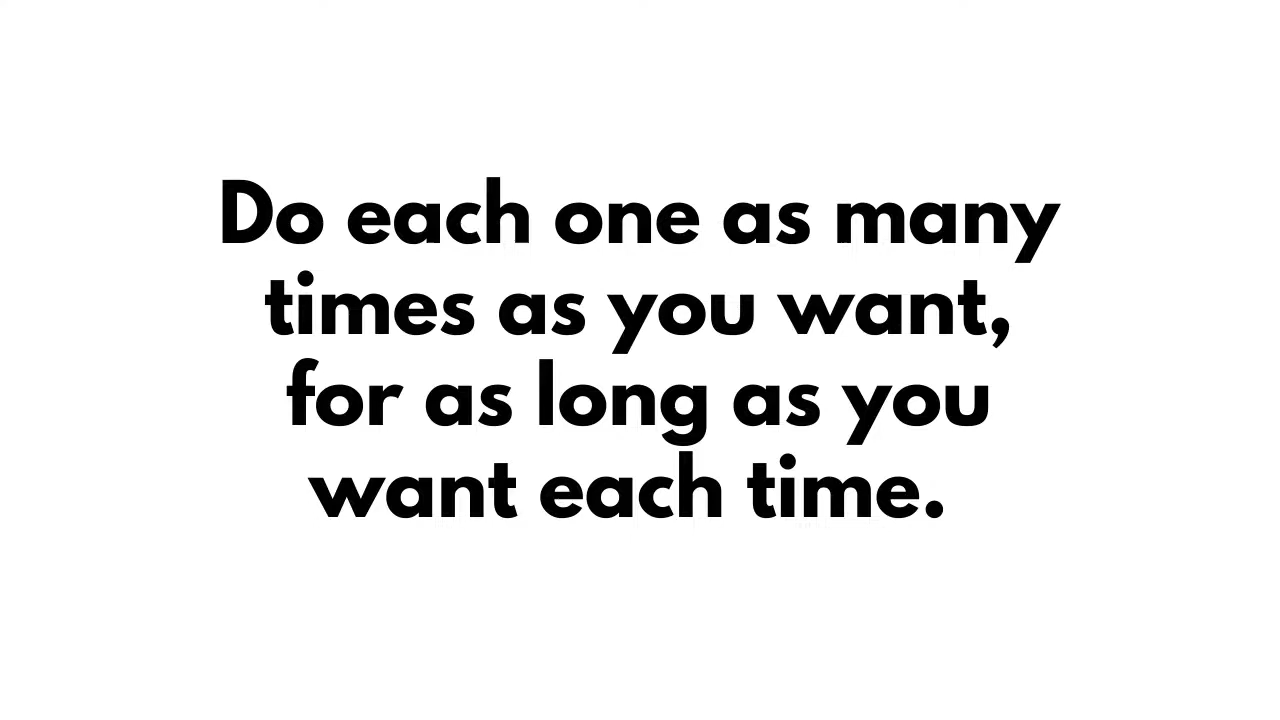 Do each one as many
times as you want,
for as long as you
want each time.